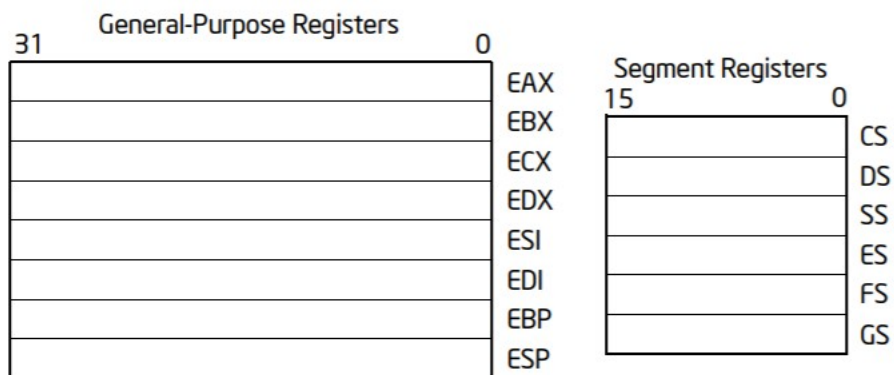 General-Purpose Registers
31 0
EAX
EBX
ECX
EDX
ESI
EDI
EBP
ESP
Segment Registers
15 0
CS
DS
SS
ES
FS
GS